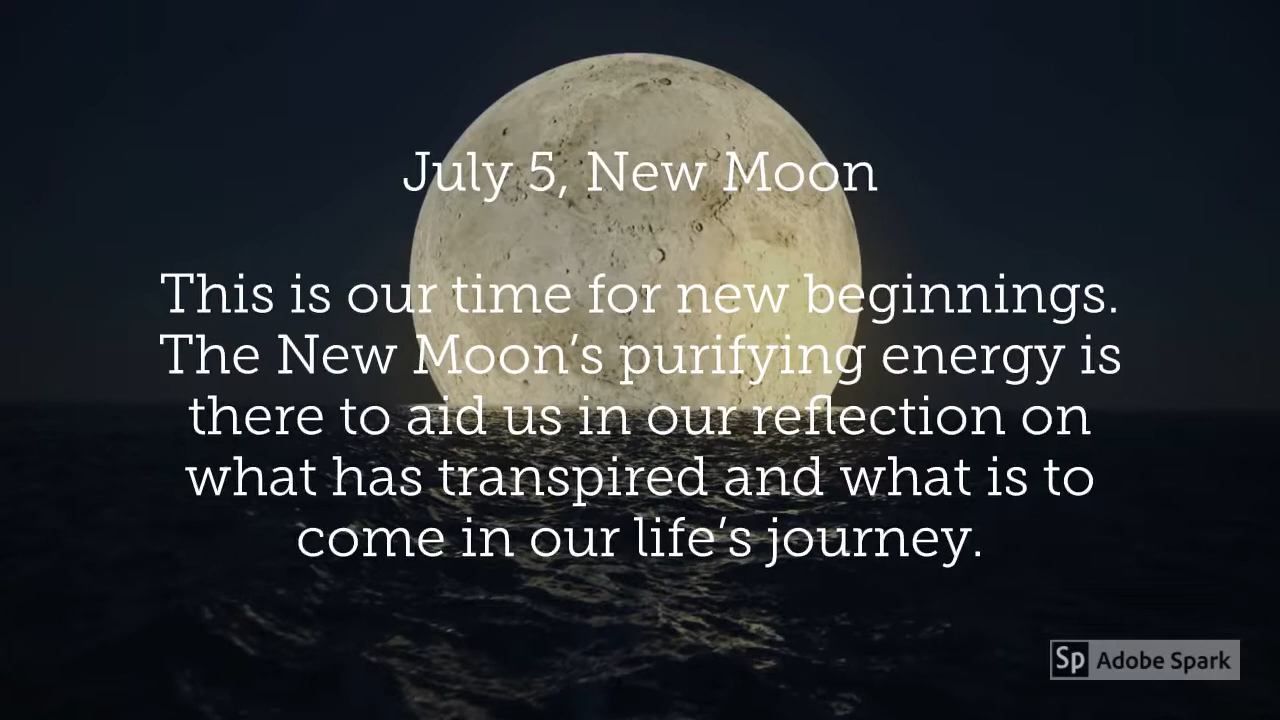 July 5, New Moon
This is our time for new beginnings.
The New Moon’s purifying energy is
there to aid us in our reflection on
what has transpired and what is to
come in our life’s journey.
Sp Adobe Spark